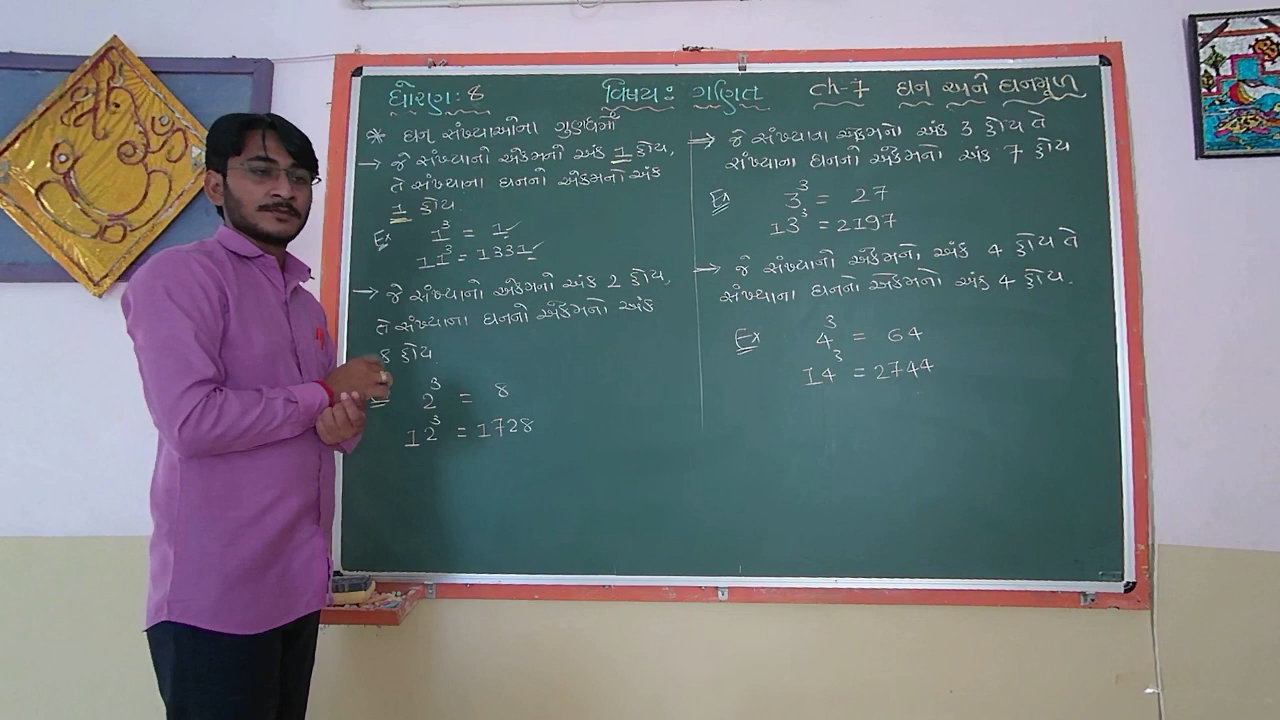 ધોરણ : 8 વિષય : ગણિત ch-7 ઘન અને ઘનમૂળ
* ઘન સંખ્યાઓના ગુણધર્મો
→ જે સંખ્યાનો એકમનો અંક 1 હોય,
તે સંખ્યાના ઘનનો એકમનો અંક
1 હોય.
Ex 1³ = 1
11³ = 1331
→ જે સંખ્યાનો એકમનો અંક 2 હોય,
તે સંખ્યાના ઘનનો એકમનો અંક
8 હોય.
2³ = 8
12³ = 1728
⇒ જે સંખ્યાના એકમનો અંક 3 હોય તે
સંખ્યાના ઘનનો એકમનો અંક 7 હોય
Ex 3³ = 27
13³ = 2197
→ જે સંખ્યાનો એકમનો અંક 4 હોય તે
સંખ્યાના ઘનનો એકમનો અંક 4 હોય.
Ex 4³ = 64
14³ = 2744